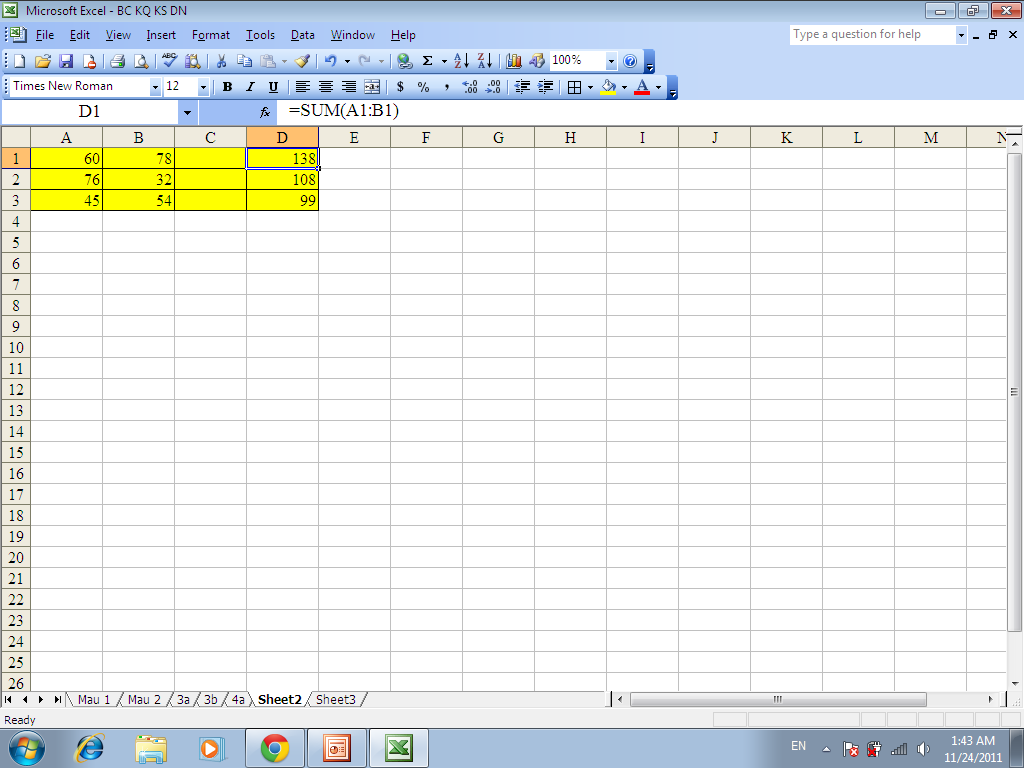 Microsoft Excel - BC KQ KS DN
File Edit View Insert Format Tools Data Window Help Type a question for help
100%
Times New Roman 12 B I U $ % ,
D1 fx =SUM(A1:B1)
A B C D E F G H I J K L M N
1 60 78 138
2 76 32 108
3 45 54 99
4
5
6
7
8
9
10
11
12
13
14
15
16
17
18
19
20
21
22
23
24
25
26
Mau 1 Mau 2 3a 3b 4a Sheet2 Sheet3
Ready
EN 1:43 AM
11/24/2011